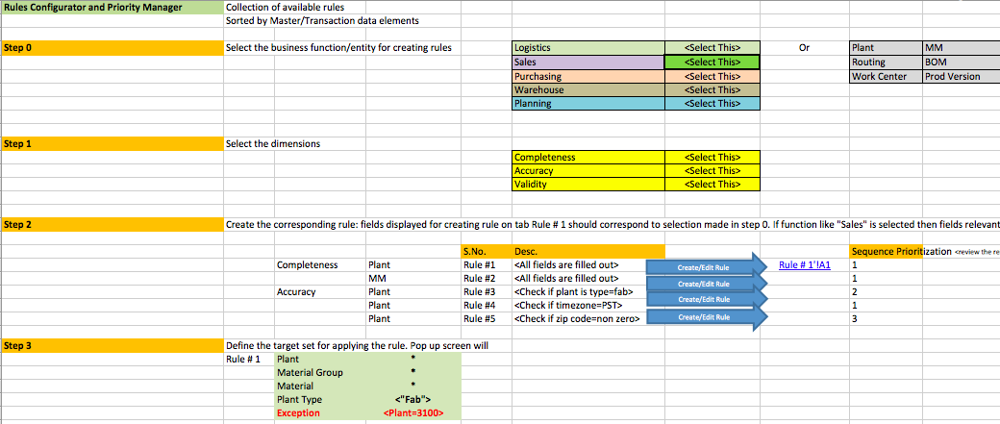 Rules Configurator and Priority Manager Collection of available rules
Sorted by Master/Transaction data elements
Step 0 Select the business function/entity for creating rules Logistics <Select This> Or Plant MM
Sales <Select This> Routing BOM
Purchasing <Select This> Work Center Prod Version
Warehouse <Select This>
Planning <Select This>
Step 1 Select the dimensions
Completeness <Select This>
Accuracy <Select This>
Validity <Select This>
Step 2 Create the corresponding rule: fields displayed for creating rule on tab Rule # 1 should correspond to selection made in step 0. If function like "Sales" is selected then fields relevant
S.No. Desc. Sequence Prioritization <review the re
Completeness Plant Rule #1 <All fields are filled out> Create/Edit Rule Rule # 1'!A1 1
MM Rule #2 <All fields are filled out> Create/Edit Rule 1
Accuracy Plant Rule #3 <Check if plant is type=fab> Create/Edit Rule 2
Plant Rule #4 <Check if timezone=PST> 1
Plant Rule #5 <Check if zip code=non zero> Create/Edit Rule 3
Step 3 Define the target set for applying the rule. Pop up screen will
Rule # 1 Plant *
Material Group *
Material *
Plant Type <"Fab">
Exception <Plant=3100>